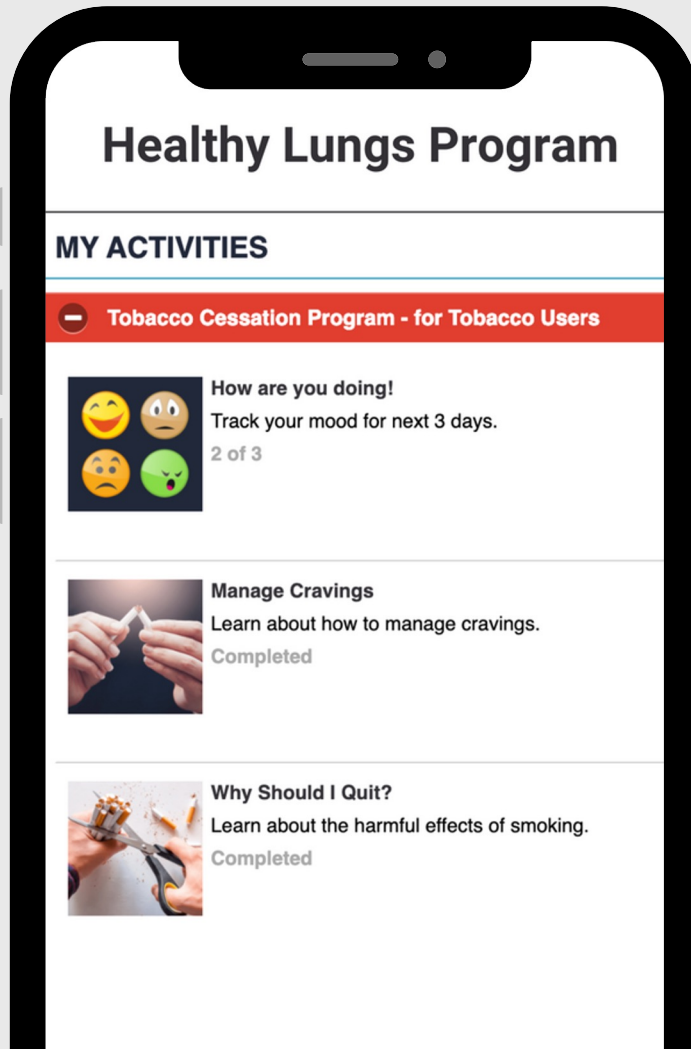 Healthy Lungs Program
MY ACTIVITIES
Tobacco Cessation Program - for Tobacco Users
How are you doing!
Track your mood for next 3 days.
2 of 3
Manage Cravings
Learn about how to manage cravings.
Completed
Why Should I Quit?
Learn about the harmful effects of smoking.
Completed